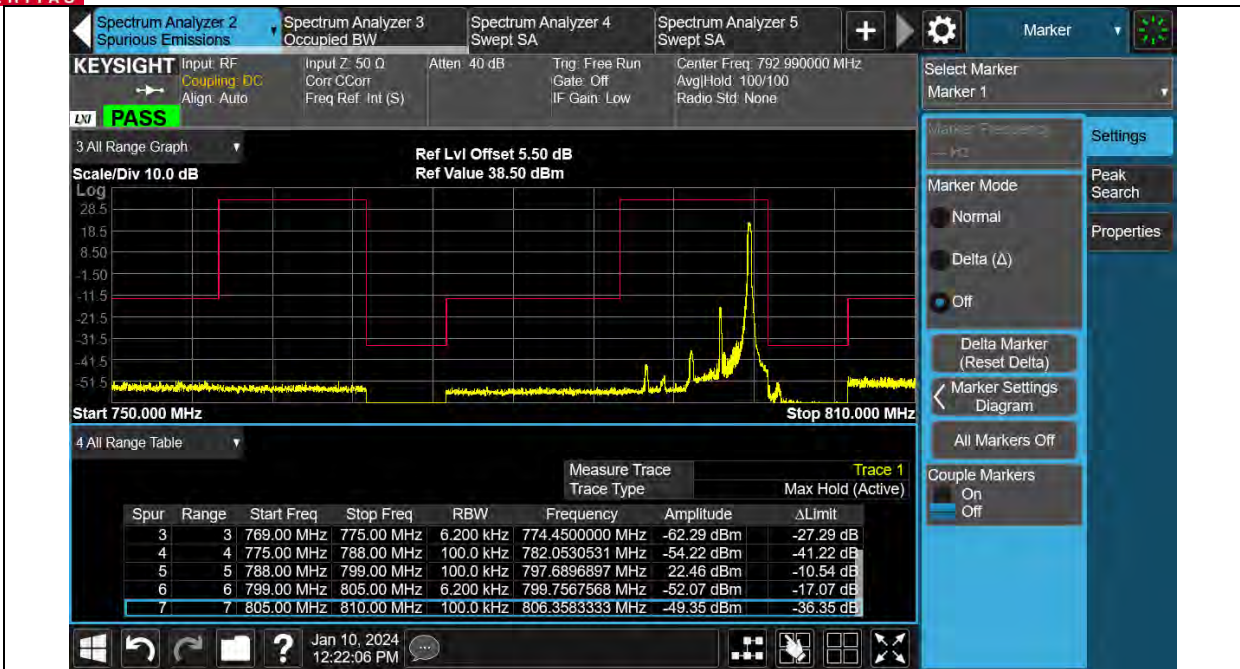 Spectrum Analyzer 2
Spurious Emissions
Spectrum Analyzer 3
Occupied BW
Spectrum Analyzer 4
Swept SA
Spectrum Analyzer 5
Swept SA
+
Marker
KEYSIGHT
Input: RF
Coupling: DC
Align: Auto
Input Z: 50 Ω
Corr CCorr
Freq Ref: Int (S)
Atten: 40 dB
Trig: Free Run
Gate: Off
IF Gain: Low
Center Freq: 792.990000 MHz
Avg|Hold: 100/100
Radio Std: None
LXI PASS
3 All Range Graph
Ref Lvl Offset 5.50 dB
Scale/Div 10.0 dB
Ref Value 38.50 dBm
Log
28.5
18.5
8.50
-1.50
-11.5
-21.5
-31.5
-41.5
-51.5
Start 750.000 MHz
Stop 810.000 MHz
4 All Range Table
Measure Trace Trace 1
Trace Type Max Hold (Active)
Spur Range Start Freq Stop Freq RBW Frequency Amplitude ΔLimit
3 3 769.00 MHz 775.00 MHz 6.200 kHz 774.4500000 MHz -62.29 dBm -27.29 dB
4 4 775.00 MHz 788.00 MHz 100.0 kHz 782.0530531 MHz -54.22 dBm -41.22 dB
5 5 788.00 MHz 799.00 MHz 100.0 kHz 797.6896897 MHz 22.46 dBm -10.54 dB
6 6 799.00 MHz 805.00 MHz 6.200 kHz 799.7567568 MHz -52.07 dBm -17.07 dB
7 7 805.00 MHz 810.00 MHz 100.0 kHz 806.3583333 MHz -49.35 dBm -36.35 dB
?
Jan 10, 2024
12:22:06 PM
Select Marker
Marker 1
Marker Frequency
--- Hz
Settings
Marker Mode
Normal
Delta (Δ)
Off
Peak
Search
Properties
Delta Marker
(Reset Delta)
Marker Settings
Diagram
All Markers Off
Couple Markers
On
Off